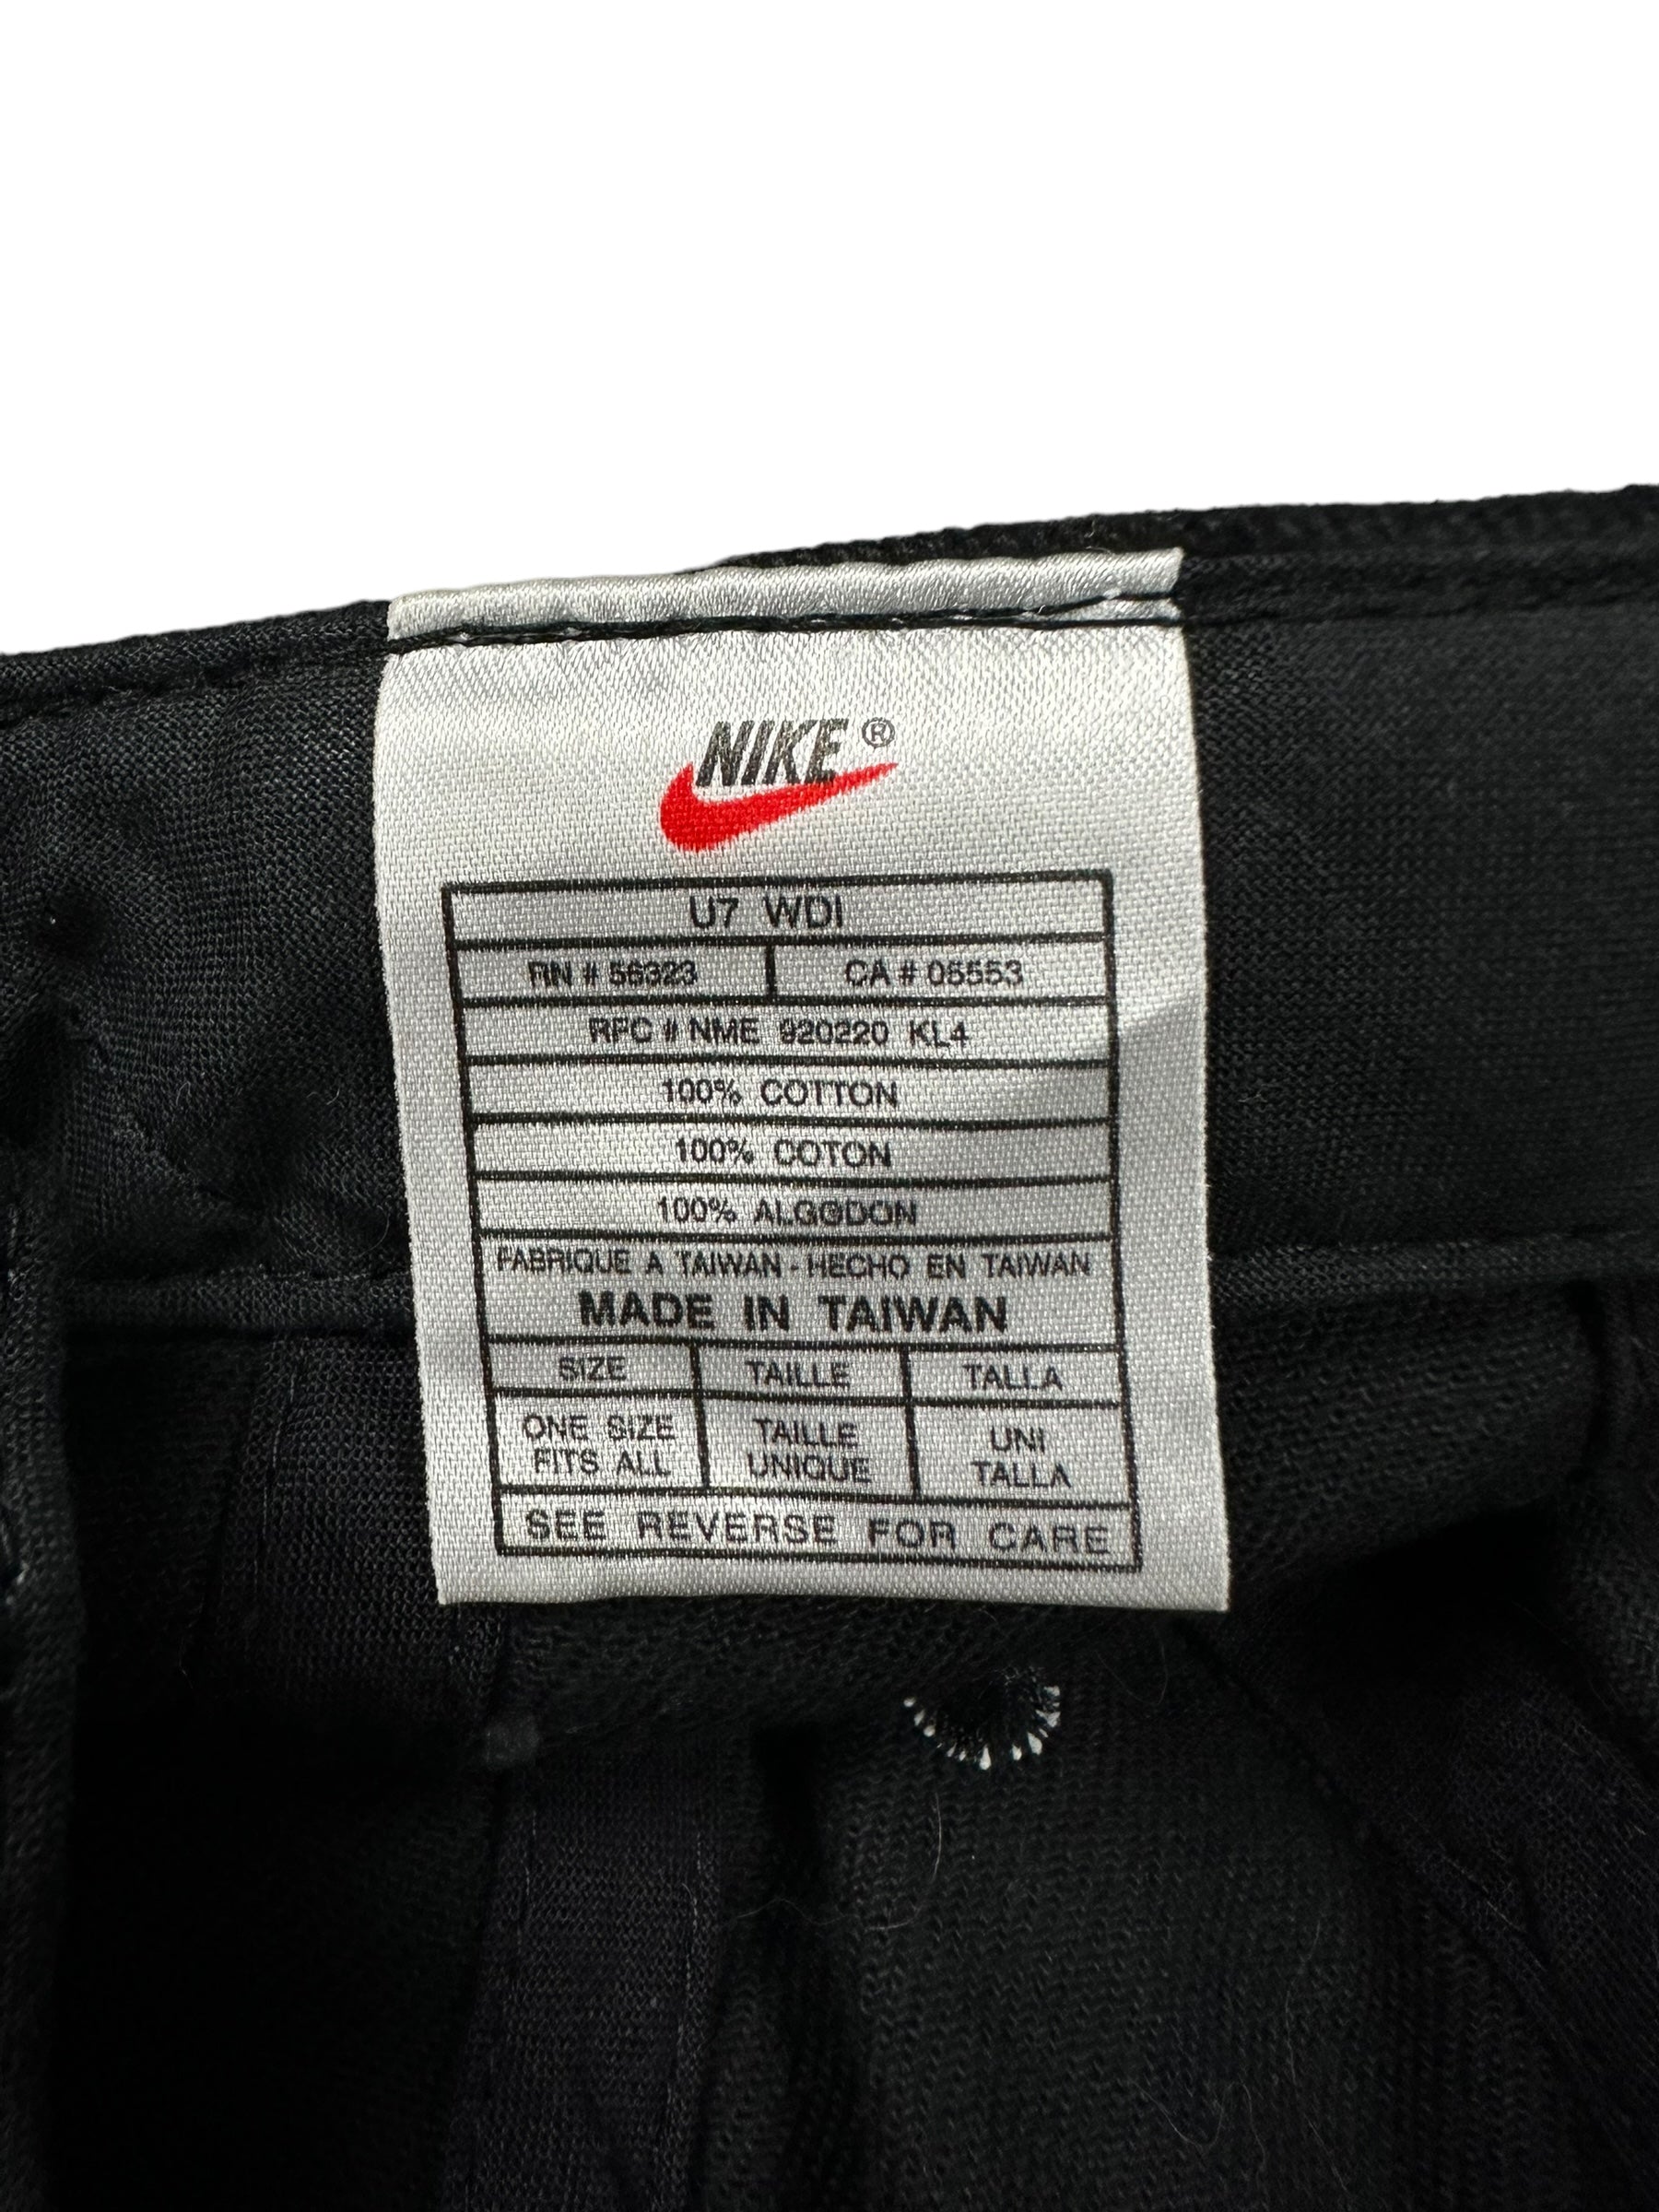 NIKE ®
U7 WDI
RN # 56323 CA # 05553
RFC # NME 920220 KL4
100% COTTON
100% COTON
100% ALGODON
FABRIQUE A TAIWAN - HECHO EN TAIWAN
MADE IN TAIWAN
SIZE TAILLE TALLA
ONE SIZE TAILLE UNI
FITS ALL UNIQUE TALLA
SEE REVERSE FOR CARE